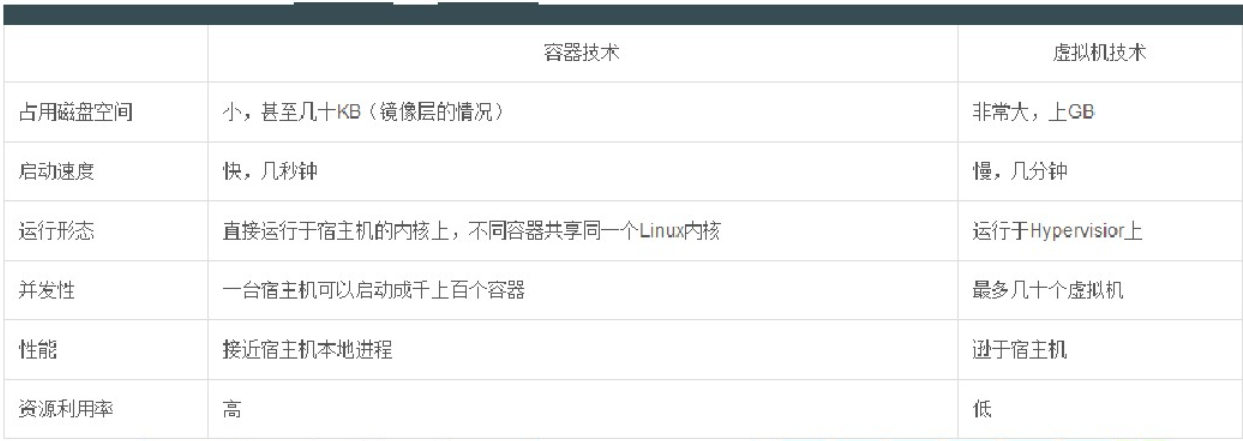 容器技术 虚拟机技术
占用磁盘空间 小，甚至几十KB（镜像层的情况） 非常大，上GB
启动速度 快，几秒钟 慢，几分钟
运行形态 直接运行于宿主机的内核上，不同容器共享同一个Linux内核 运行于Hypervisior上
并发性 一台宿主机可以启动成千上百个容器 最多几十个虚拟机
性能 接近宿主机本地进程 逊于宿主机
资源利用率 高 低